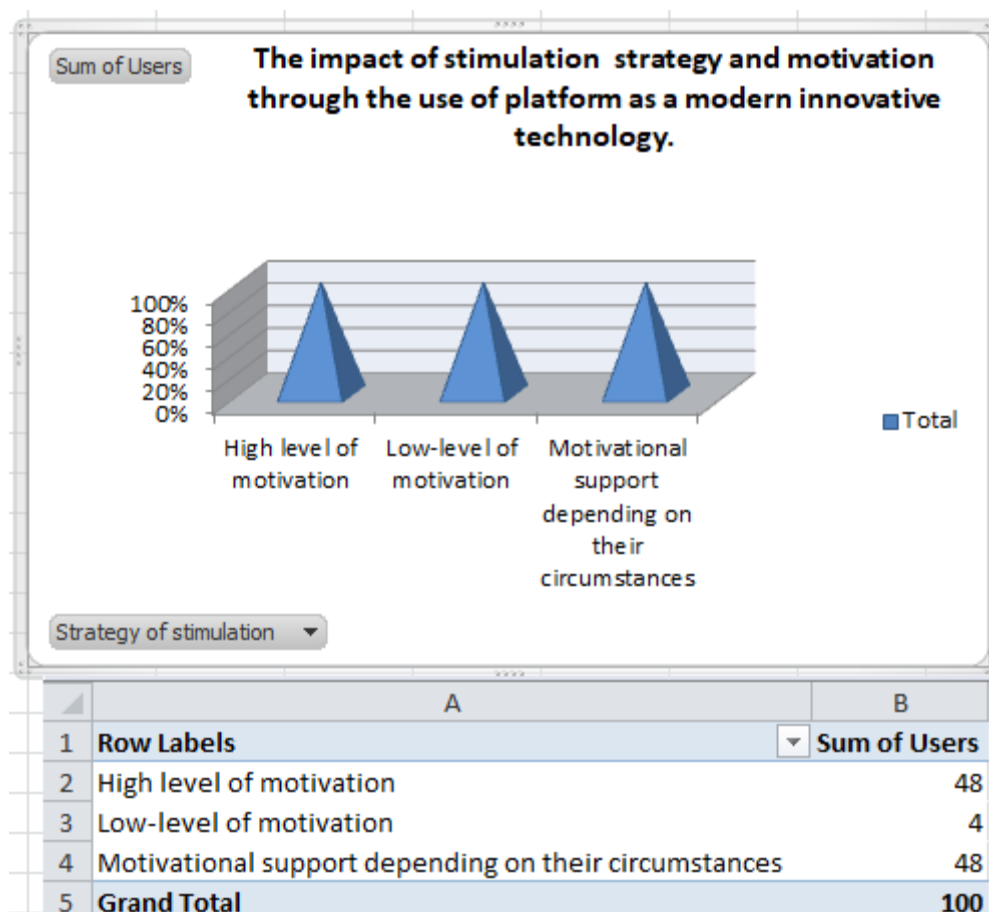 Sum of Users
The impact of stimulation strategy and motivation
through the use of platform as a modern innovative
technology.
100%
80%
60%
40%
20%
0%
High level of
motivation
Low-level of
motivation
Motivational
support
depending on
their
circumstances
Total
Strategy of stimulation
A B
1 Row Labels Sum of Users
2 High level of motivation 48
3 Low-level of motivation 4
4 Motivational support depending on their circumstances 48
5 Grand Total 100